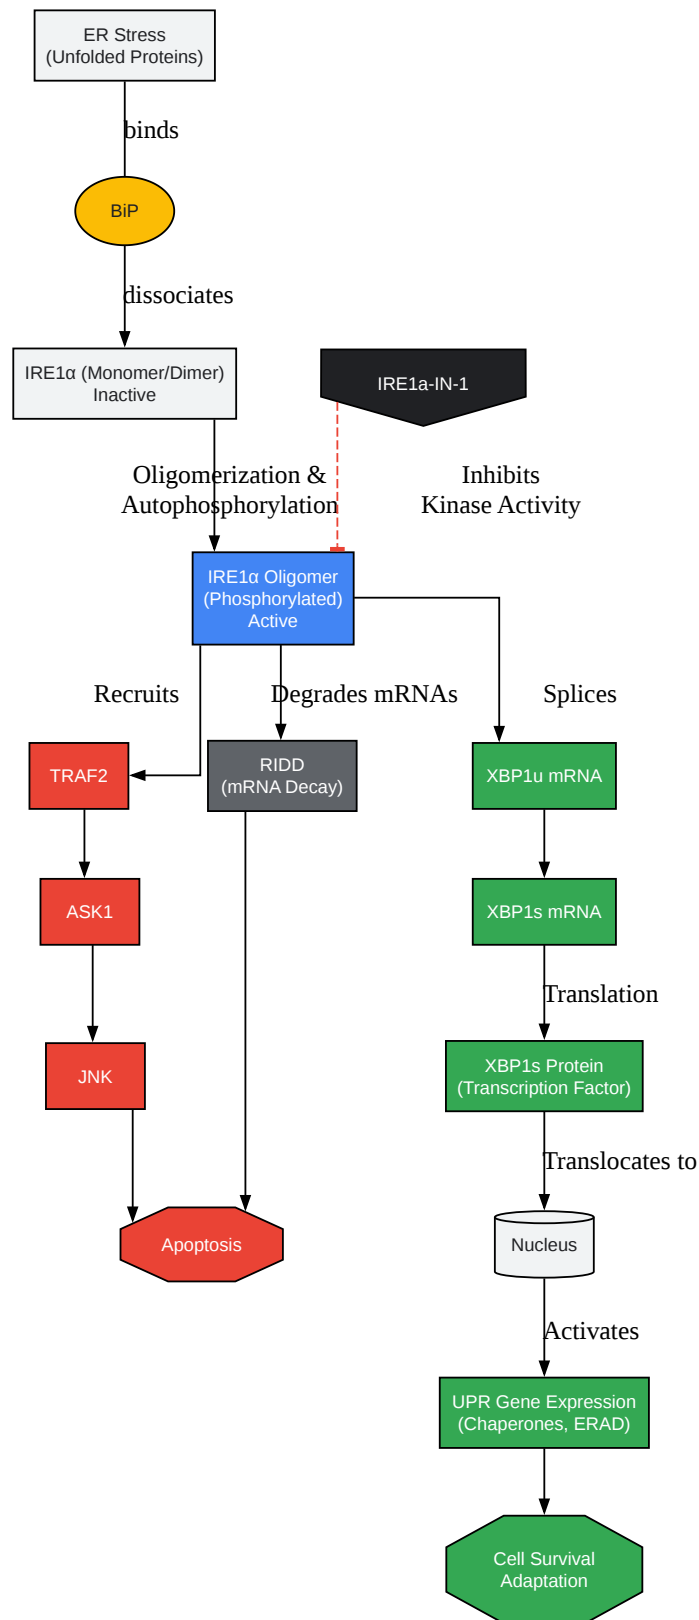 ER Stress
(Unfolded Proteins)
binds
BiP
dissociates
IRE1α (Monomer/Dimer)
Inactive
IRE1a-IN-1
Oligomerization &
Autophosphorylation
Inhibits
Kinase Activity
IRE1α Oligomer
(Phosphorylated)
Active
Recruits
Degrades mRNAs
Splices
TRAF2
RIDD
(mRNA Decay)
XBP1u mRNA
ASK1
XBP1s mRNA
Translation
JNK
XBP1s Protein
(Transcription Factor)
Translocates to
Apoptosis
Nucleus
Activates
UPR Gene Expression
(Chaperones, ERAD)
Cell Survival
Adaptation